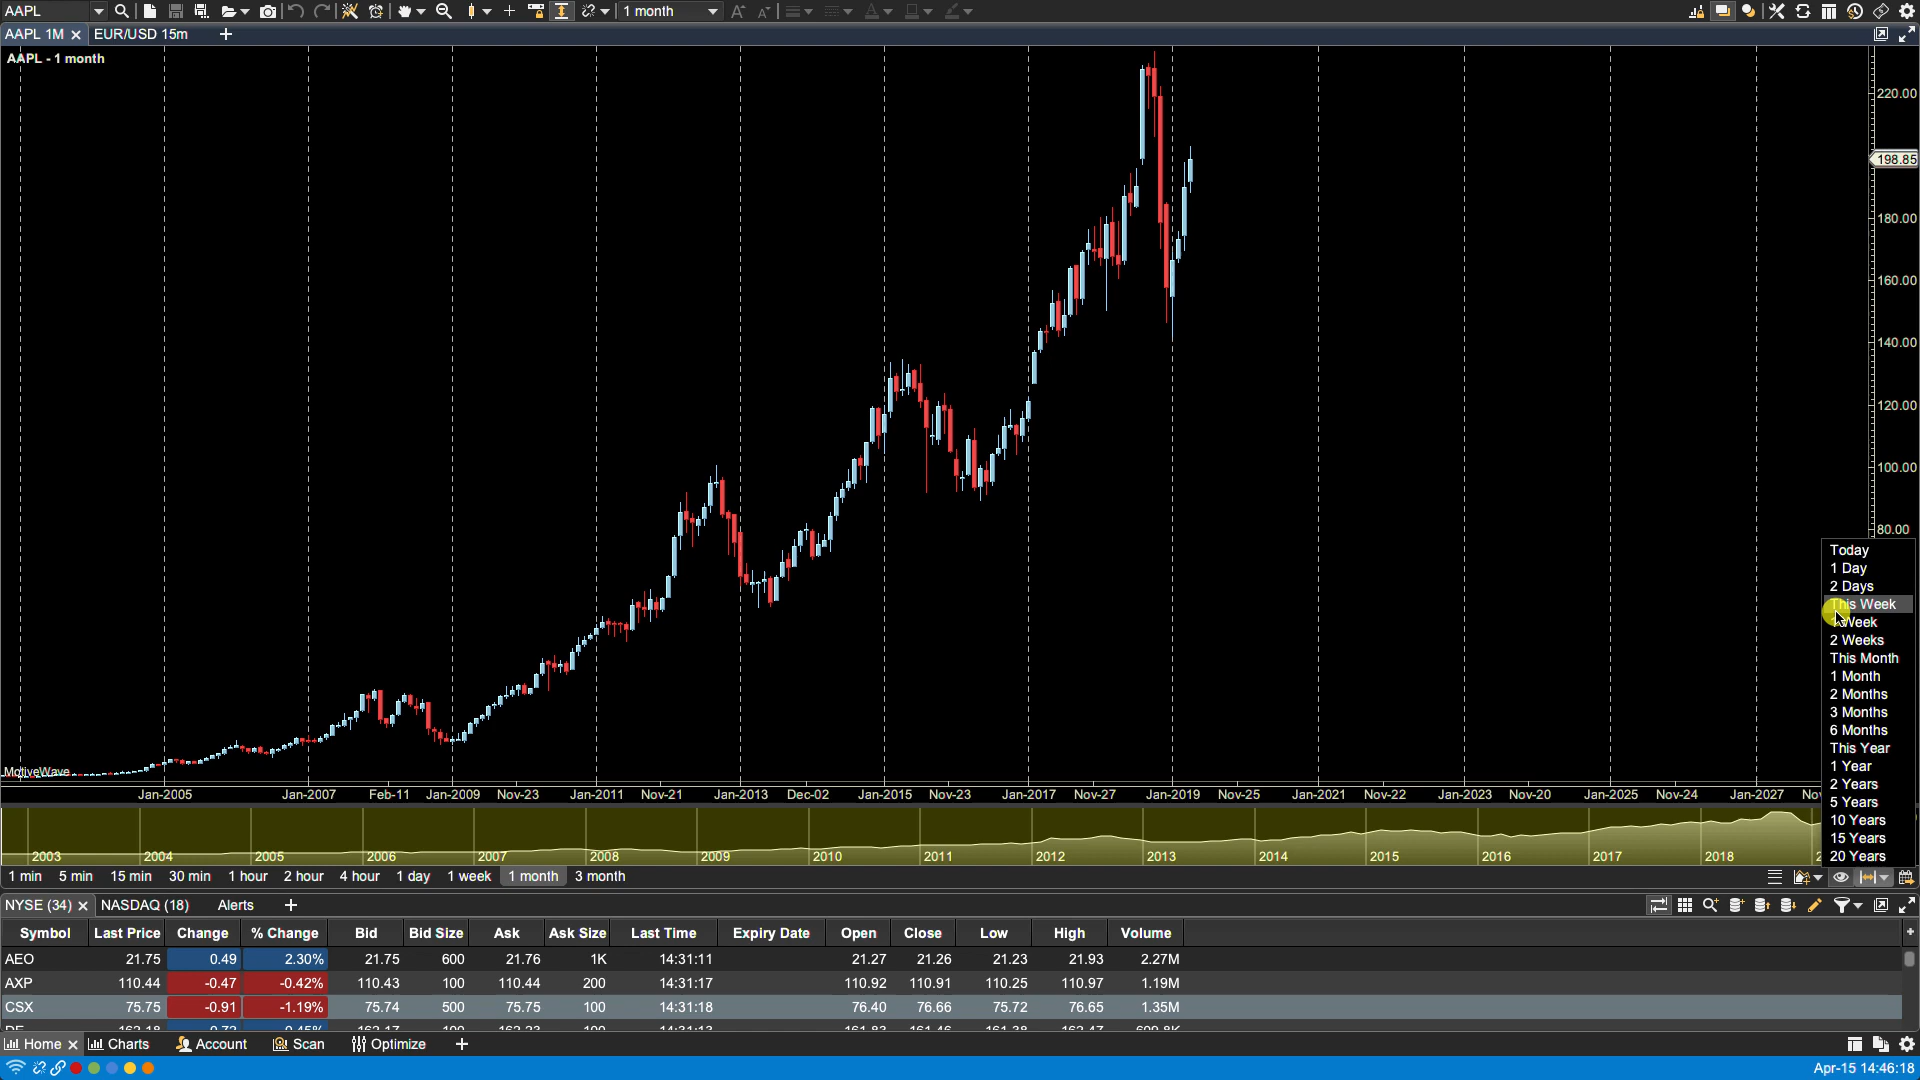 AAPL
1 month
AAPL 1M
EUR/USD 15m
AAPL - 1 month
220.00
198.85
180.00
160.00
140.00
120.00
100.00
80.00
Today
1 Day
2 Days
This Week
Week
2 Weeks
This Month
1 Month
2 Months
3 Months
6 Months
This Year
1 Year
2 Years
5 Years
10 Years
15 Years
20 Years
MotiveWave
Jan-2005 Jan-2007 Feb-11 Jan-2009 Nov-23 Jan-2011 Nov-21 Jan-2013 Dec-02 Jan-2015 Nov-23 Jan-2017 Nov-27 Jan-2019 Nov-25 Jan-2021 Nov-22 Jan-2023 Nov-20 Jan-2025 Nov-24 Jan-2027
2003 2004 2005 2006 2007 2008 2009 2010 2011 2012 2013 2014 2015 2016 2017 2018
1 min 5 min 15 min 30 min 1 hour 2 hour 4 hour 1 day 1 week 1 month 3 month
NYSE (34) NASDAQ (18) Alerts
Symbol Last Price Change % Change Bid Bid Size Ask Ask Size Last Time Expiry Date Open Close Low High Volume
AEO 21.75 0.49 2.30% 21.75 600 21.76 1K 14:31:11 21.27 21.26 21.23 21.93 2.27M
AXP 110.44 -0.47 -0.42% 110.43 100 110.44 200 14:31:17 110.92 110.91 110.25 110.97 1.19M
CSX 75.75 -0.91 -1.19% 75.74 500 75.75 100 14:31:18 76.40 76.66 75.72 76.65 1.35M
Home Charts Account Scan Optimize
Apr-15 14:46:18